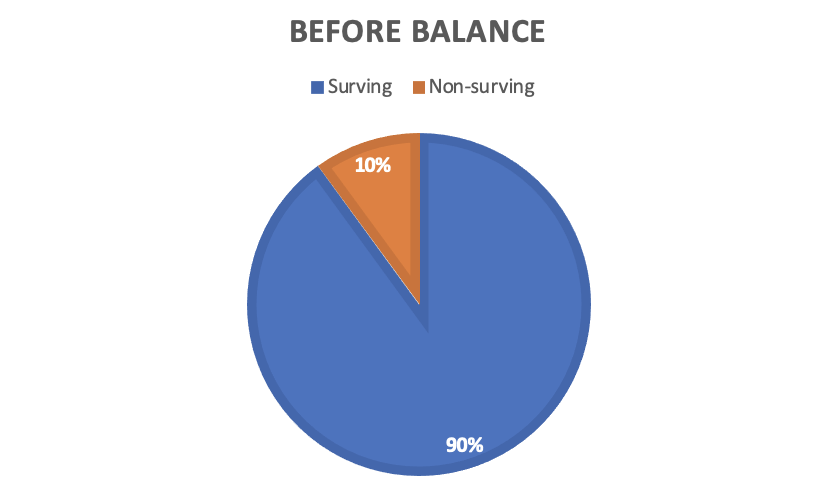 BEFORE BALANCE
Surving Non-surving
10%
90%